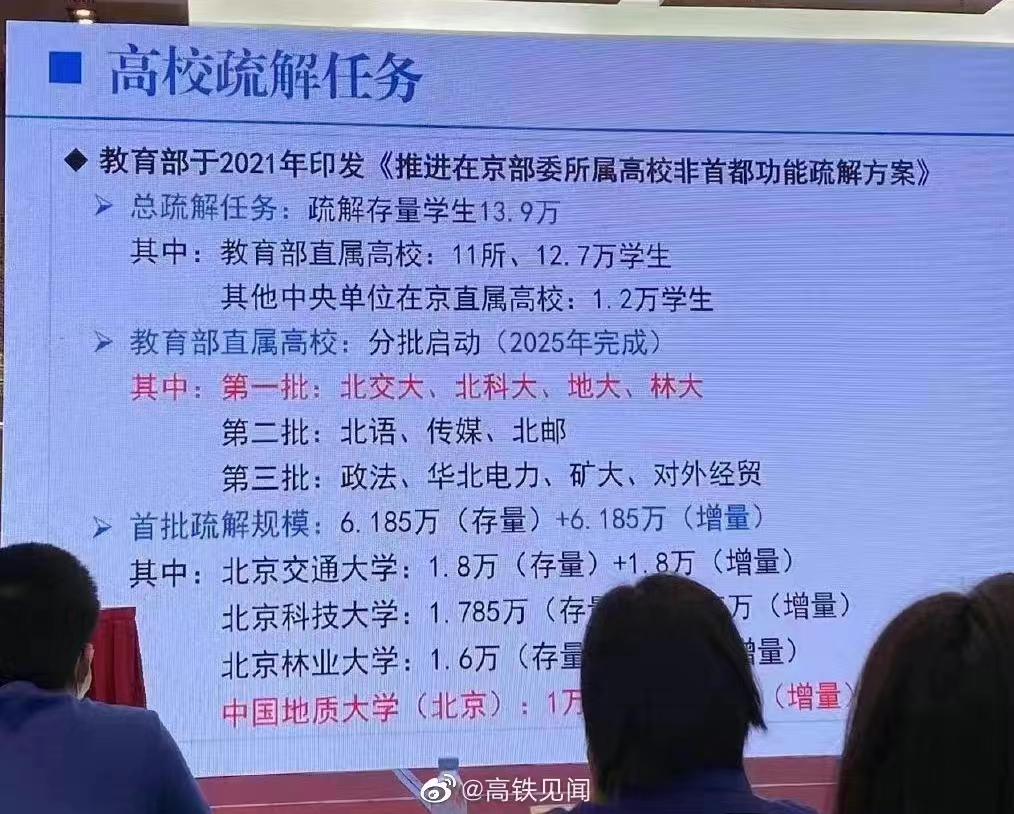 ■ 高校疏解任务
◆ 教育部于2021年印发《推进在京部委所属高校非首都功能疏解方案》
➢ 总疏解任务：疏解存量学生13.9万
其中：教育部直属高校：11所、12.7万学生
其他中央单位在京直属高校：1.2万学生
➢ 教育部直属高校：分批启动（2025年完成）
其中：第一批：北交大、北科大、地大、林大
第二批：北语、传媒、北邮
第三批：政法、华北电力、矿大、对外经贸
➢ 首批疏解规模：6.185万（存量）+6.185万（增量）
其中：北京交通大学：1.8万（存量）+1.8万（增量）
北京科技大学：1.785万（存 万（增量）
北京林业大学：1.6万（存量 增量）
中国地质大学（北京）：1万 （增量）
@高铁见闻